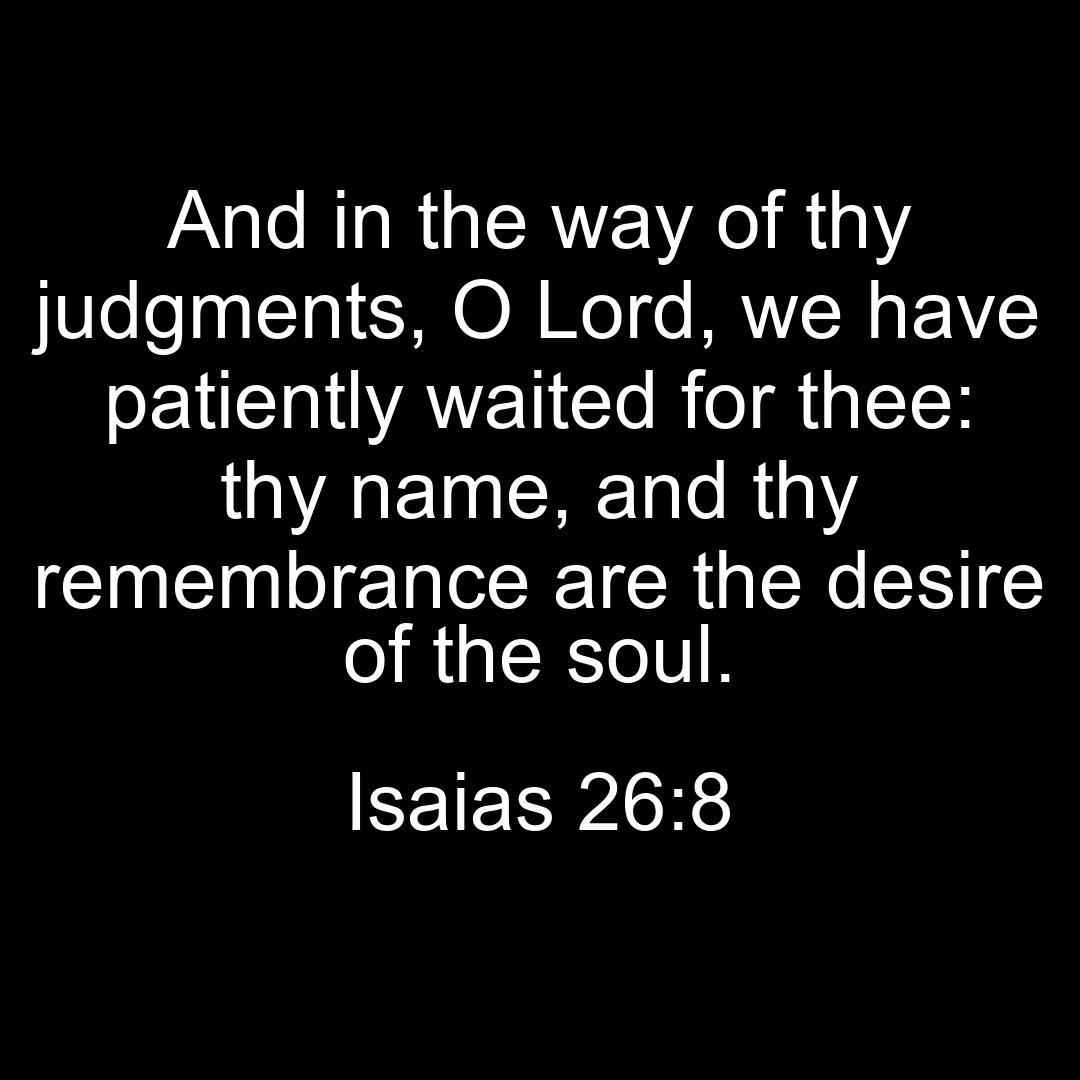 And in the way of thy
judgments, O Lord, we have
patiently waited for thee:
thy name, and thy
remembrance are the desire
of the soul.
Isaias 26:8